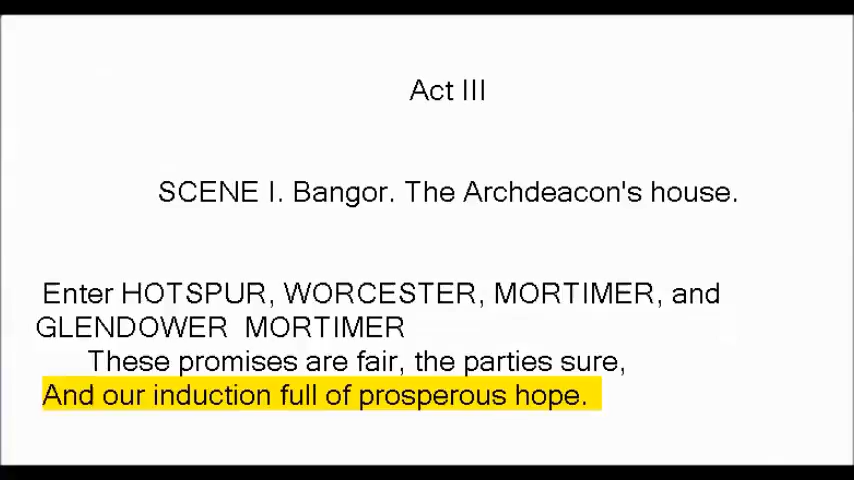 Act III
SCENE I. Bangor. The Archdeacon's house.
Enter HOTSPUR, WORCESTER, MORTIMER, and
GLENDOWER  MORTIMER
These promises are fair, the parties sure,
And our induction full of prosperous hope.